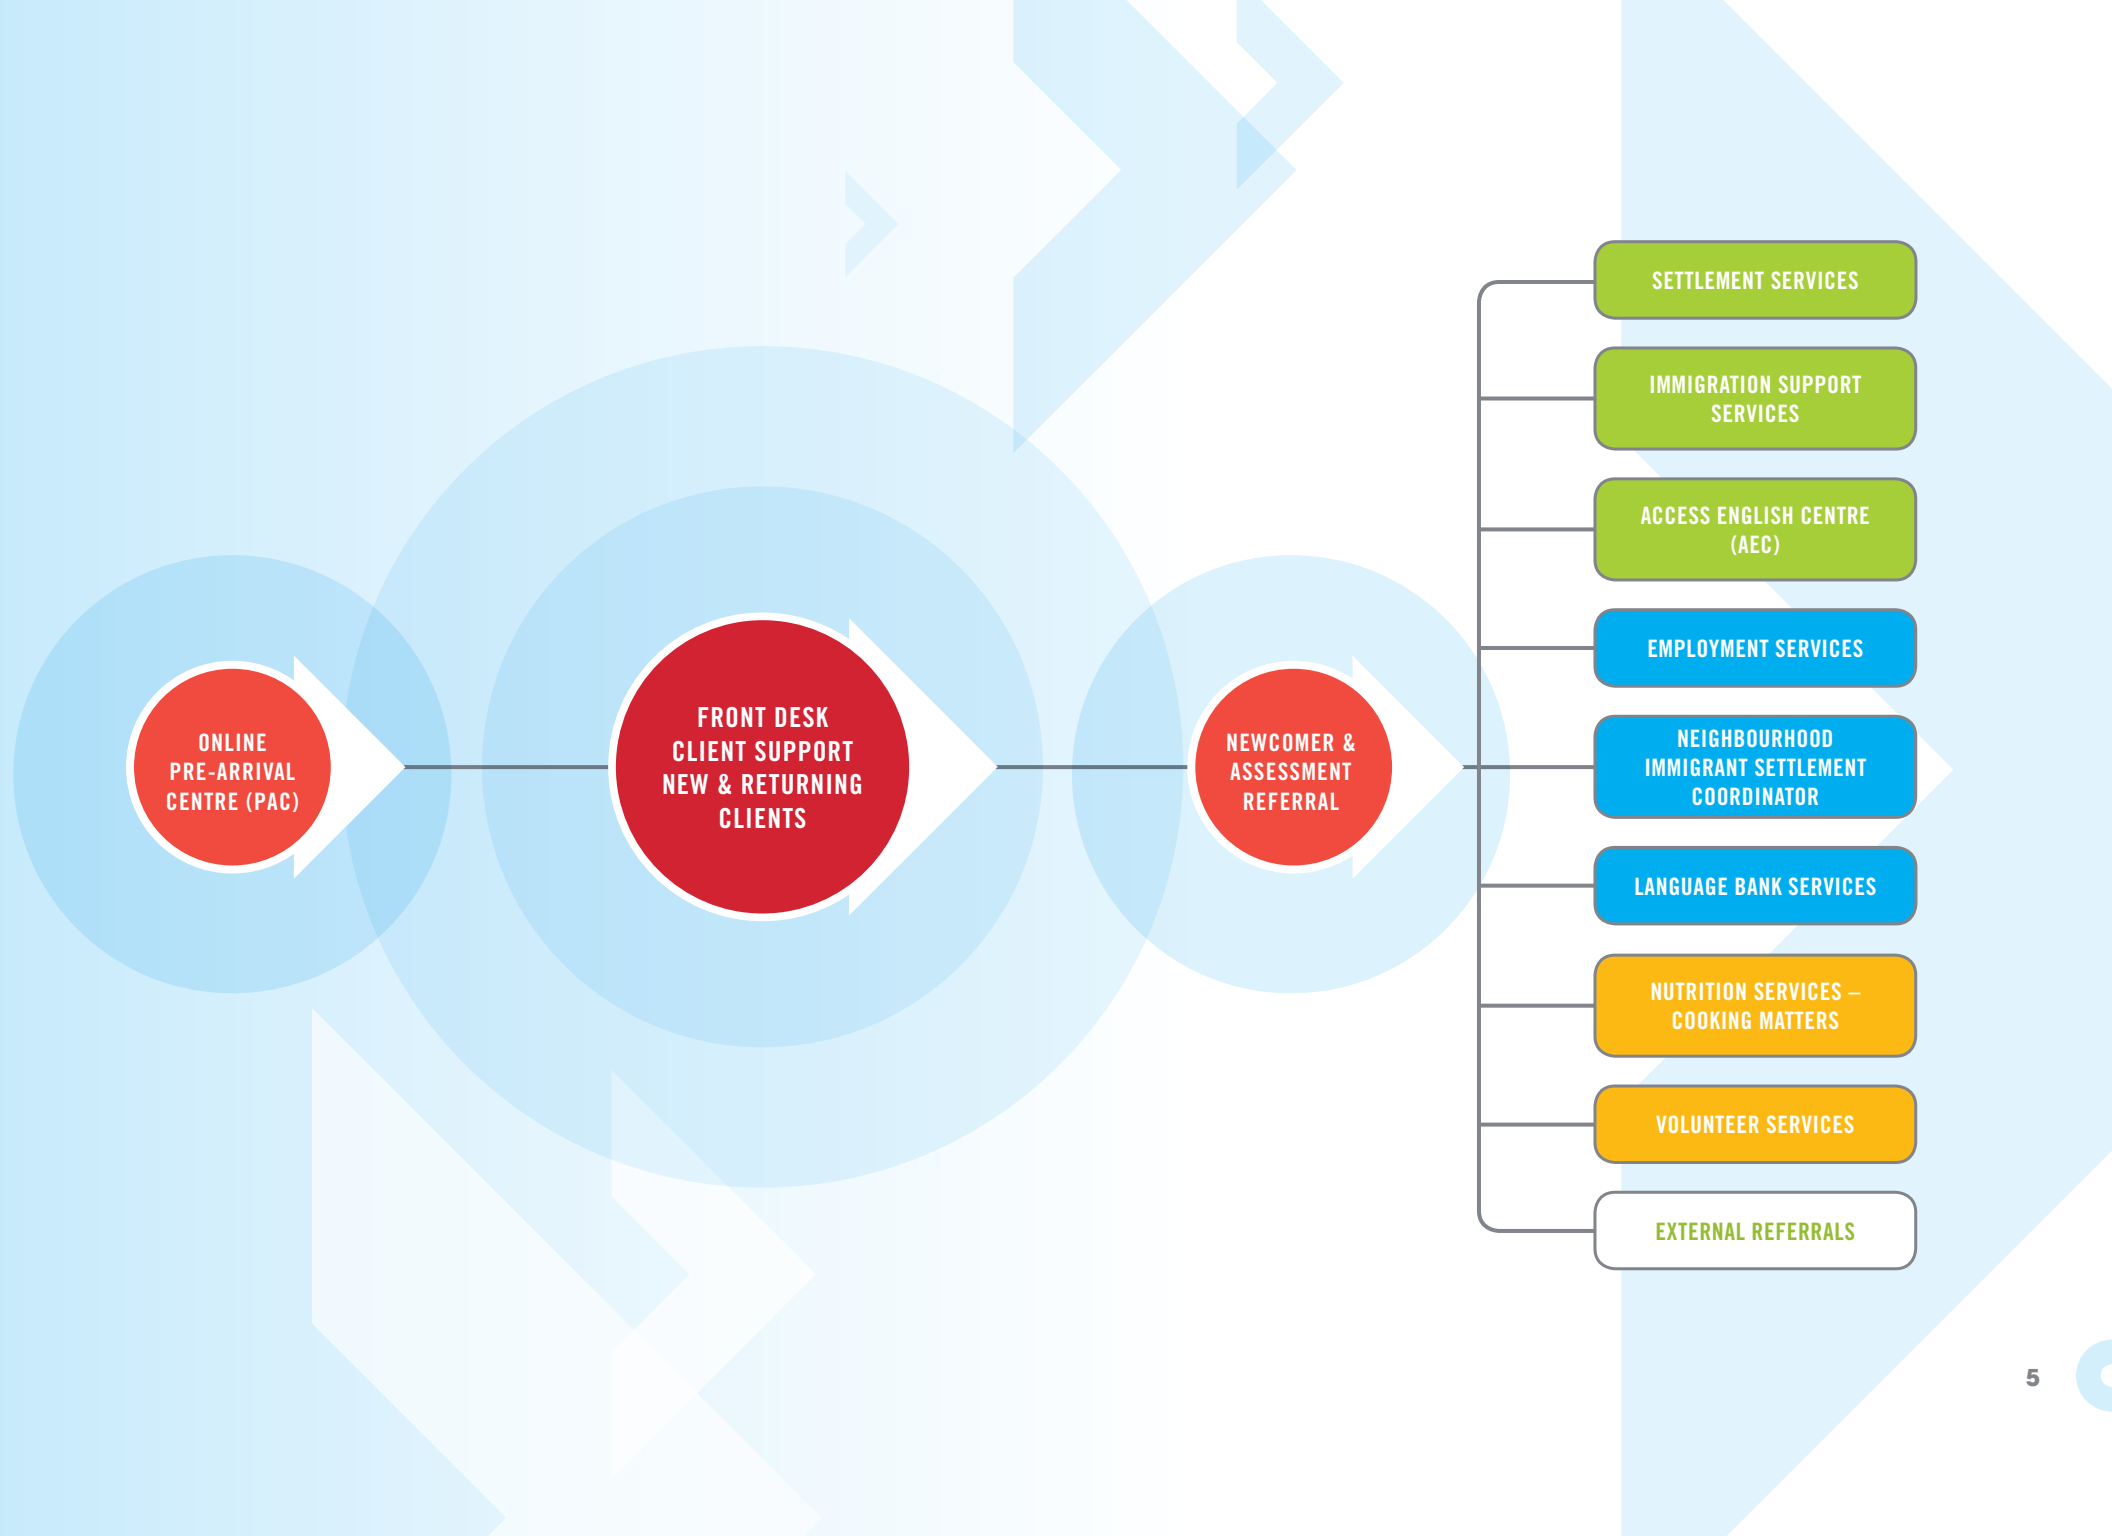 ONLINE
PRE-ARRIVAL
CENTRE (PAC)
FRONT DESK
CLIENT SUPPORT
NEW & RETURNING
CLIENTS
NEWCOMER &
ASSESSMENT
REFERRAL
SETTLEMENT SERVICES
IMMIGRATION SUPPORT
SERVICES
ACCESS ENGLISH CENTRE
(AEC)
EMPLOYMENT SERVICES
NEIGHBOURHOOD
IMMIGRANT SETTLEMENT
COORDINATOR
LANGUAGE BANK SERVICES
NUTRITION SERVICES –
COOKING MATTERS
VOLUNTEER SERVICES
EXTERNAL REFERRALS
5